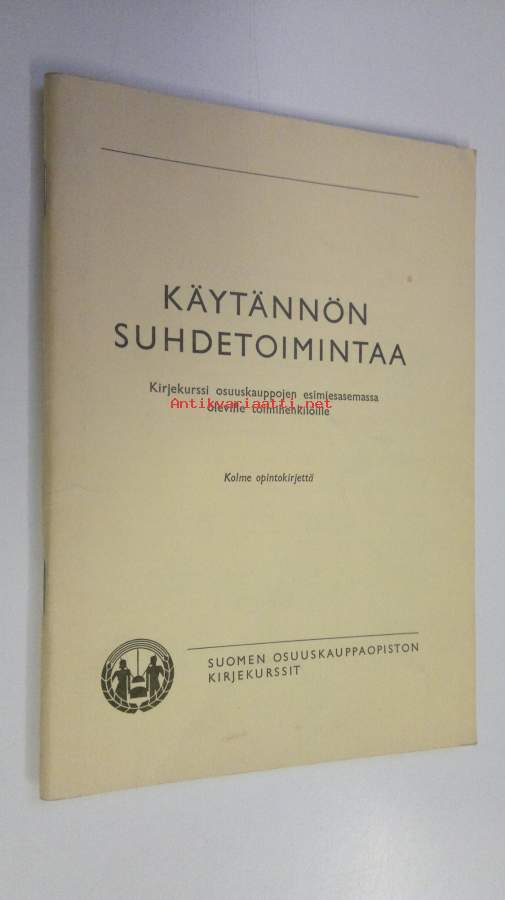 KÄYTÄNNÖN
SUHDETOIMINTAA
Kirjekurssi osuuskauppojen esimiesasemassa
Antikvariaatti.net
oleville toimihenkilöille
Kolme opintokirjettä
SUOMEN OSUUSKAUPPAOPISTON
KIRJEKURSSIT